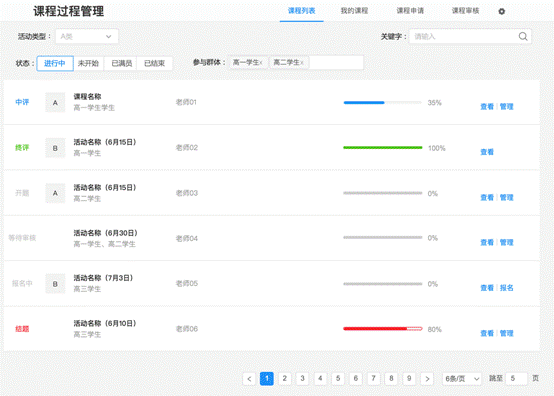 课程过程管理
课程列表 我的课程 课程申请 课程审核
活动类型： A类 关键字： 请输入
状态： 进行中 未开始 已满员 已结束 参与群体： 高一学生x 高二学生x
中评 A 课程名称 老师01 35% 查看 管理
高一学生学生
终评 B 活动名称（6月15日） 老师02 100% 查看
高一学生
开题 A 活动名称（6月15日） 老师03 0% 查看 管理
高二学生
等待审核 活动名称（6月30日） 老师04 0% 查看 管理
高一学生、高二学生
报名中 B 活动名称（7月3日） 老师05 0% 查看 报名
高三学生
结题 活动名称（6月10日） 老师06 80% 查看 管理
高三学生
< 1 2 3 4 5 6 7 8 9 > 6条/页 跳至 5 页